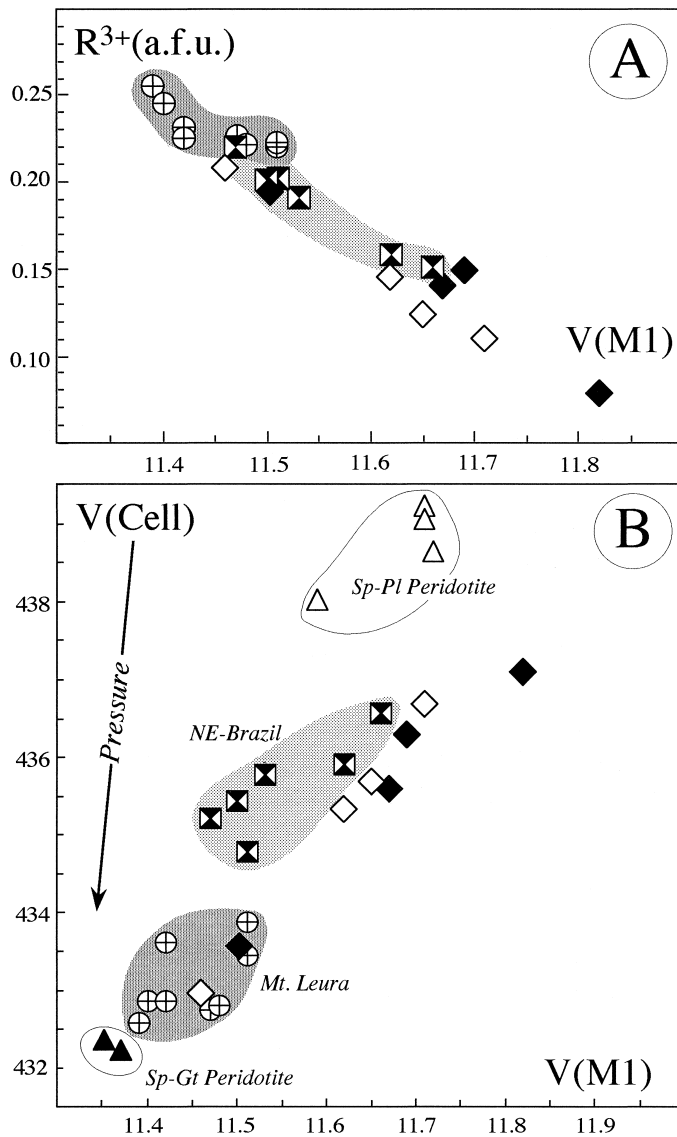 R3+(a.f.u.)
A
0.25
0.20
0.15
0.10
V(M1)
11.4 11.5 11.6 11.7 11.8
V(Cell)
B
438
436
434
432
Sp-Pl Peridotite
Pressure
NE-Brazil
Mt. Leura
Sp-Gt Peridotite
V(M1)
11.4 11.5 11.6 11.7 11.8 11.9